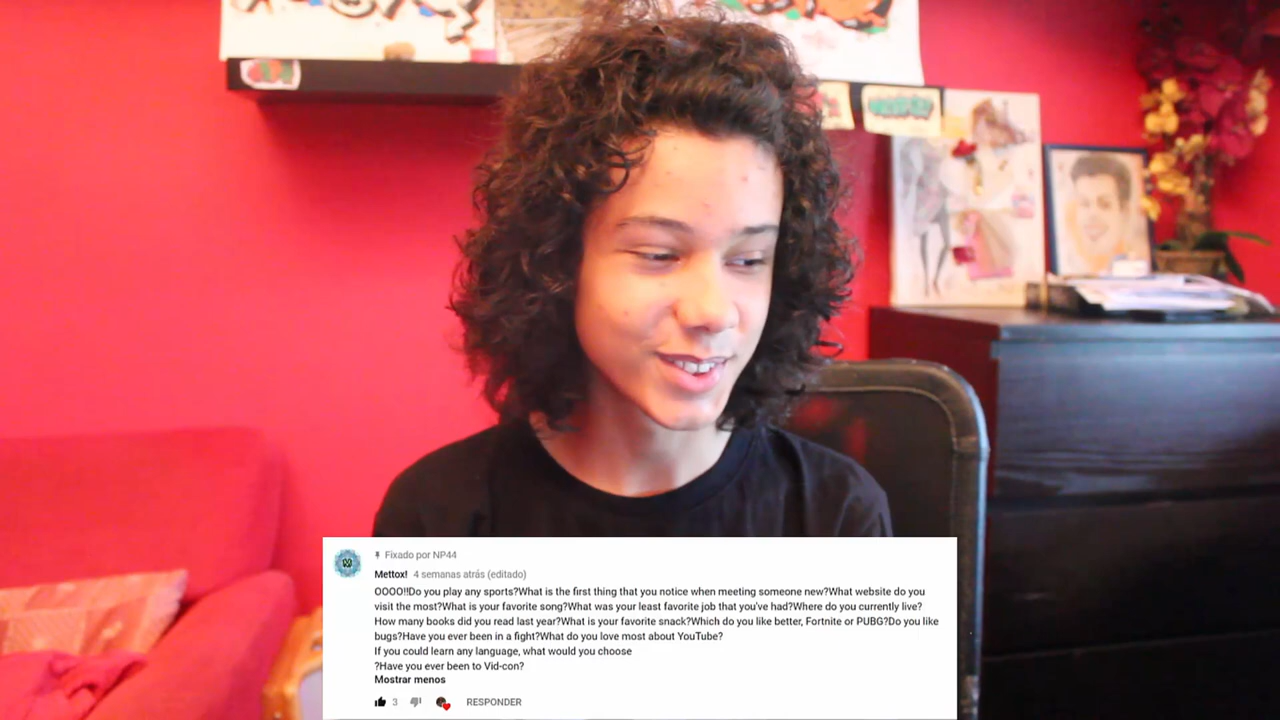 Fixado por NP44
Mettox! 4 semanas atrás (editado)
OOOO!!Do you play any sports?What is the first thing that you notice when meeting someone new?What website do you
visit the most?What is your favorite song?What was your least favorite job that you've had?Where do you currently live?
How many books did you read last year?What is your favorite snack?Which do you like better, Fortnite or PUBG?Do you like
bugs?Have you ever been in a fight?What do you love most about YouTube?
If you could learn any language, what would you choose
?Have you ever been to Vid-con?
Mostrar menos
3 RESPONDER